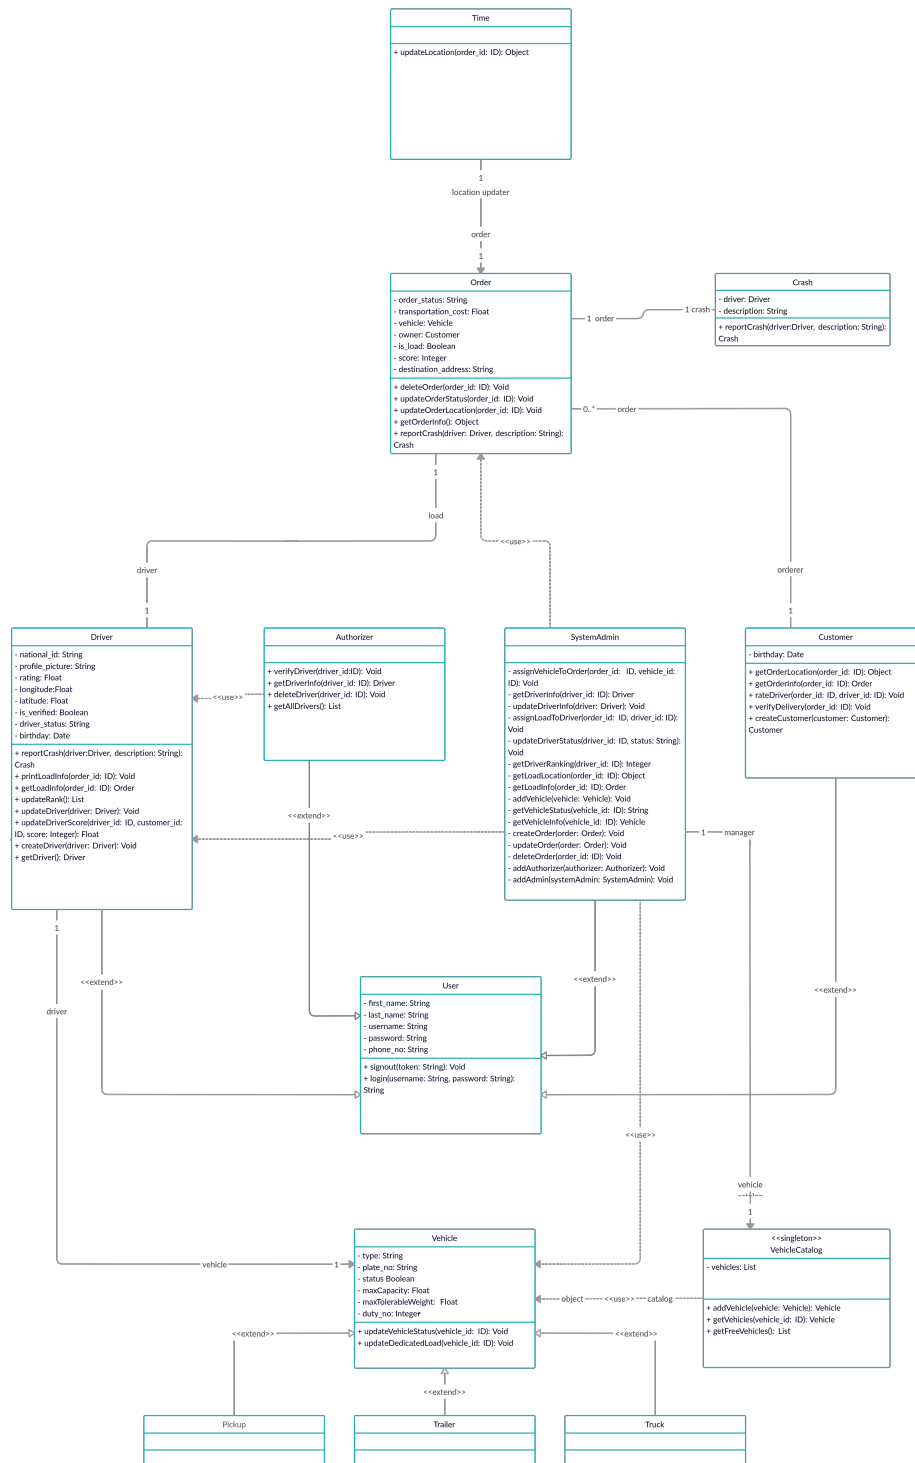 Time
+ updateLocation(order_id: ID): Object
1
location updater
order
1
Order
- order_status: String
- transportation_cost: Float
- vehicle: Vehicle
- owner: Customer
- is_load: Boolean
- score: Integer
- destination_address: String
+ deleteOrder(order_id: ID): Void
+ updateOrderStatus(order_id: ID): Void
+ updateOrderLocation(order_id: ID): Void
+ getOrderInfo(): Object
+ reportCrash(driver: Driver, description: String):
Crash
1 order
1 crash
Crash
- driver: Driver
- description: String
+ reportCrash(driver:Driver, description: String):
Crash
0..*
order
1
load
<<use>>
driver
1
orderer
1
Driver
- national_id: String
- profile_picture: String
- rating: Float
- longitude:Float
- latitude: Float
- is_verified: Boolean
- driver_status: String
- birthday: Date
+ reportCrash(driver:Driver, description: String):
Crash
+ printLoadInfo(order_id: ID): Void
+ getLoadInfo(order_id: ID): Order
+ updateRank(): List
+ updateDriver(driver: Driver): Void
+ updateDriverScore(driver_id: ID, customer_id:
ID, score: Integer): Float
+ createDriver(driver: Driver): Void
+ getDriver(): Driver
<<use>>
Authorizer
+ verifyDriver(driver_id:ID): Void
+ getDriverInfo(driver_id: ID): Driver
+ deleteDriver(driver_id: ID): Void
+ getAllDrivers(): List
SystemAdmin
- assignVehicleToOrder(order_id: ID, vehicle_id:
ID): Void
- getDriverInfo(driver_id: ID): Driver
- updateDriverInfo(driver: Driver): Void
- assignLoadToDriver(order_id: ID, driver_id: ID):
Void
- updateDriverStatus(driver_id: ID, status: String):
Void
- getDriverRanking(driver_id: ID): Integer
- getLoadLocation(order_id: ID): Object
- getLoadInfo(order_id: ID): Order
- addVehicle(vehicle: Vehicle): Void
- getVehicleStatus(vehicle_id: ID): String
- getVehicleInfo(vehicle_id: ID): Vehicle
- createOrder(order: Order): Void
- updateOrder(order: Order): Void
- deleteOrder(order_id: ID): Void
- addAuthorizer(authorizer: Authorizer): Void
- addAdmin(systemAdmin: SystemAdmin): Void
Customer
- birthday: Date
+ getOrderLocation(order_id: ID): Object
+ getOrderInfo(order_id: ID): Order
+ rateDriver(order_id: ID, driver_id: ID): Void
+ verifyDelivery(order_id: ID): Void
+ createCustomer(customer: Customer):
Customer
<<extend>>
<<use>>
1
manager
1
<<extend>>
driver
<<extend>>
<<extend>>
User
- first_name: String
- last_name: String
- username: String
- password: String
- phone_no: String
+ signout(token: String): Void
+ login(username: String, password: String):
String
<<use>>
vehicle
1
vehicle
1
Vehicle
- type: String
- plate_no: String
- status Boolean
- maxCapacity: Float
- maxTolerableWeight: Float
- duty_no: Integer
+ updateVehicleStatus(vehicle_id: ID): Void
+ updateDedicatedLoad(vehicle_id: ID): Void
object
<<use>>
catalog
<<singleton>>
VehicleCatalog
- vehicles: List
+ addVehicle(vehicle: Vehicle): Vehicle
+ getVehicles(vehicle_id: ID): Vehicle
+ getFreeVehicles(): List
<<extend>>
<<extend>>
<<extend>>
Pickup
Trailer
Truck